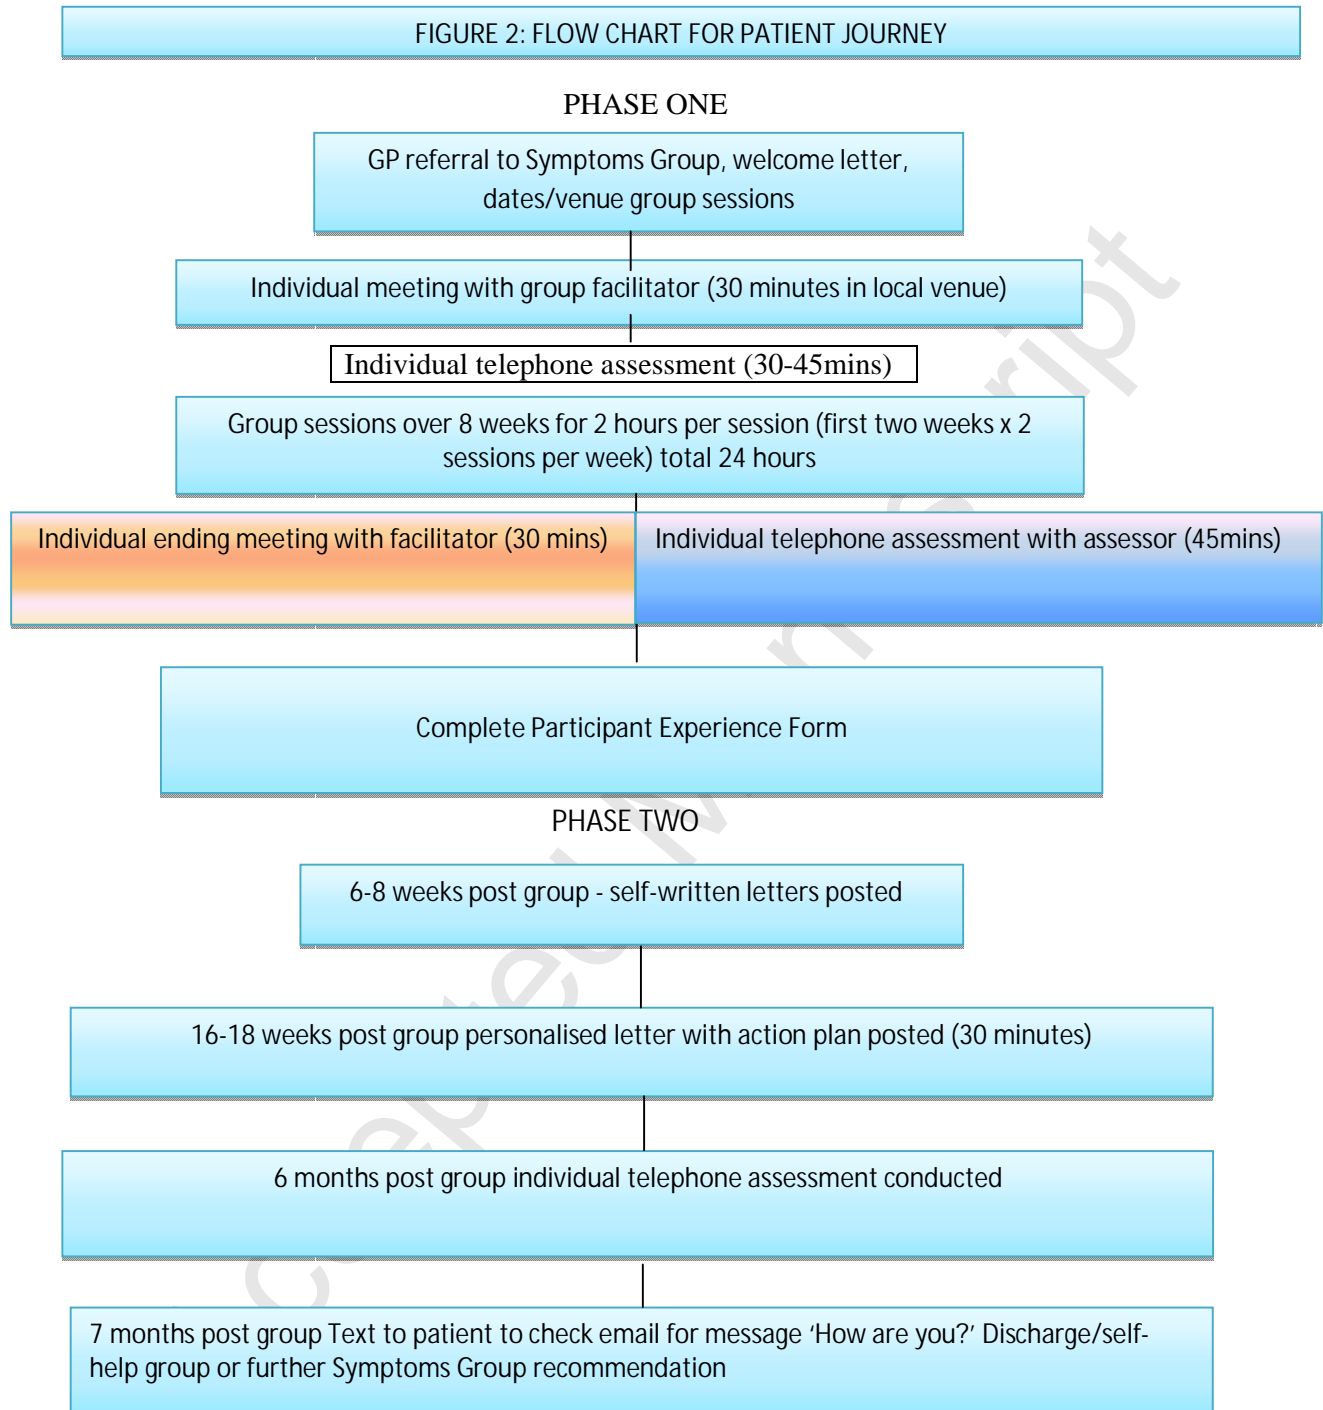 FIGURE 2: FLOW CHART FOR PATIENT JOURNEY
PHASE ONE
GP referral to Symptoms Group, welcome letter,
dates/venue group sessions
Individual meeting with group facilitator (30 minutes in local venue)
Individual telephone assessment (30-45mins)
Group sessions over 8 weeks for 2 hours per session (first two weeks x 2
sessions per week) total 24 hours
Individual ending meeting with facilitator (30 mins)
Individual telephone assessment with assessor (45mins)
Complete Participant Experience Form
PHASE TWO
6-8 weeks post group - self-written letters posted
16-18 weeks post group personalised letter with action plan posted (30 minutes)
6 months post group individual telephone assessment conducted
7 months post group Text to patient to check email for message ‘How are you?’ Discharge/self-
help group or further Symptoms Group recommendation